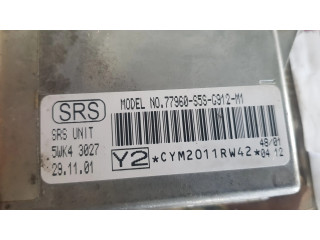 MODEL NO.77960-S5S-G912-M1
SRS
SRS UNIT
5WK4 3027
29.11.01
Y2
*CYM2011RW42*
48/01
04 12